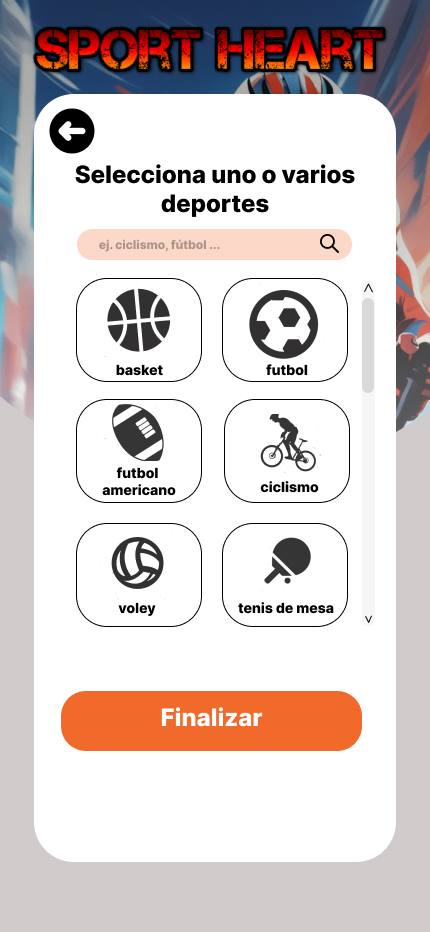 SPORT HEART
Selecciona uno o varios
deportes
ej. ciclismo, fútbol ...
basket
futbol
futbol
americano
ciclismo
voley
tenis de mesa
Finalizar